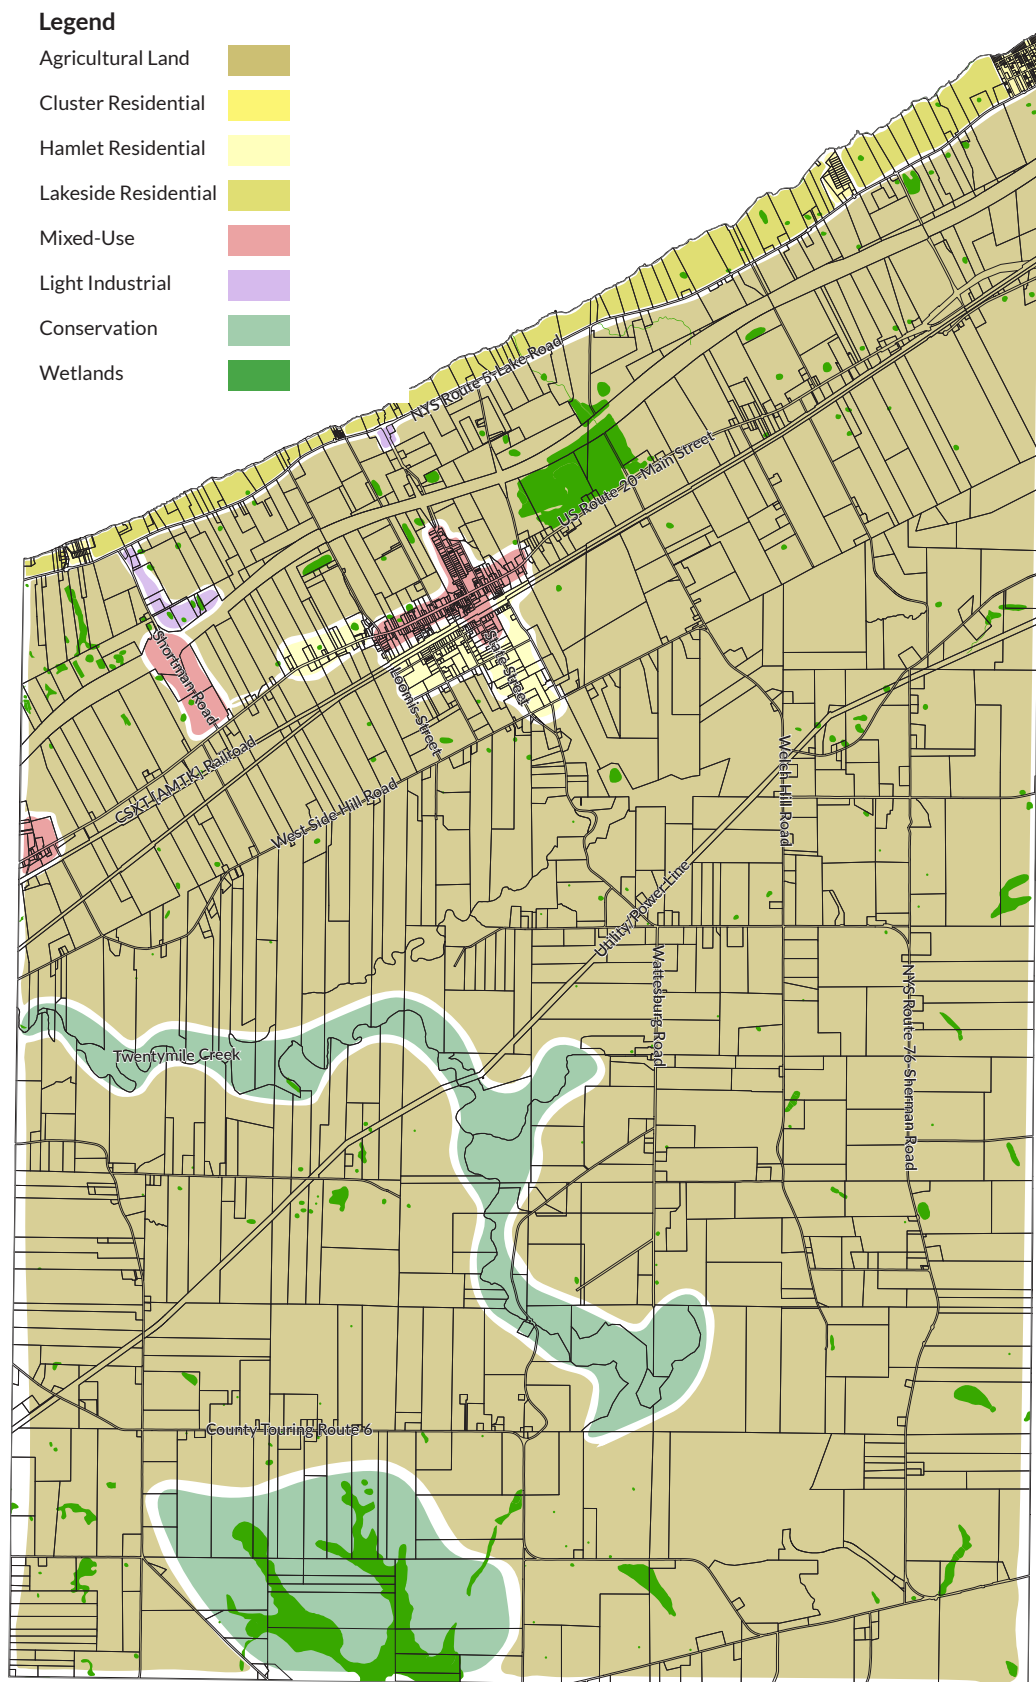 Legend
Agricultural Land
Cluster Residential
Hamlet Residential
Lakeside Residential
Mixed-Use
Light Industrial
Conservation
Wetlands
NYS Route 5-Lake Road
US Route 20-Main Street
Shortman Road
State Street
Loomis Street
CSXT [AMTK] Railroad
West Side Hill Road
Welch Hill Road
Utility/Power Line
Wattesburg Road
NYS Route 76-Sherman Road
Twentymile Creek
County Touring Route 6